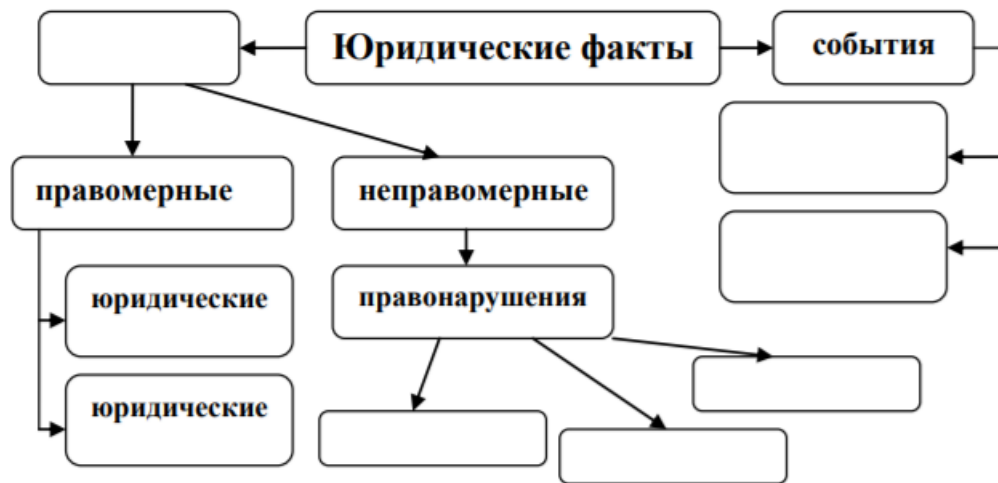 Юридические факты
события
правомерные
неправомерные
юридические
правонарушения
юридические